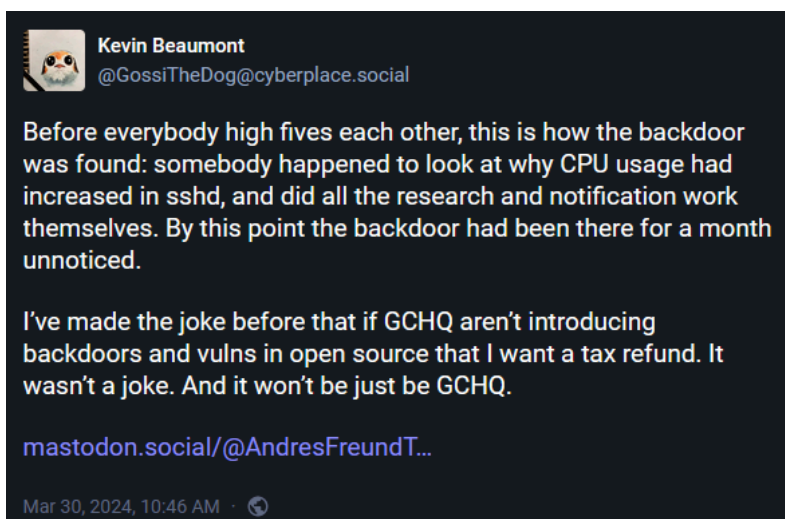 Kevin Beaumont
@GossiTheDog@cyberplace.social
Before everybody high fives each other, this is how the backdoor
was found: somebody happened to look at why CPU usage had
increased in sshd, and did all the research and notification work
themselves. By this point the backdoor had been there for a month
unnoticed.
I've made the joke before that if GCHQ aren't introducing
backdoors and vulns in open source that I want a tax refund. It
wasn't a joke. And it won't be just be GCHQ.
mastodon.social/@AndresFreundT…
Mar 30, 2024, 10:46 AM ·